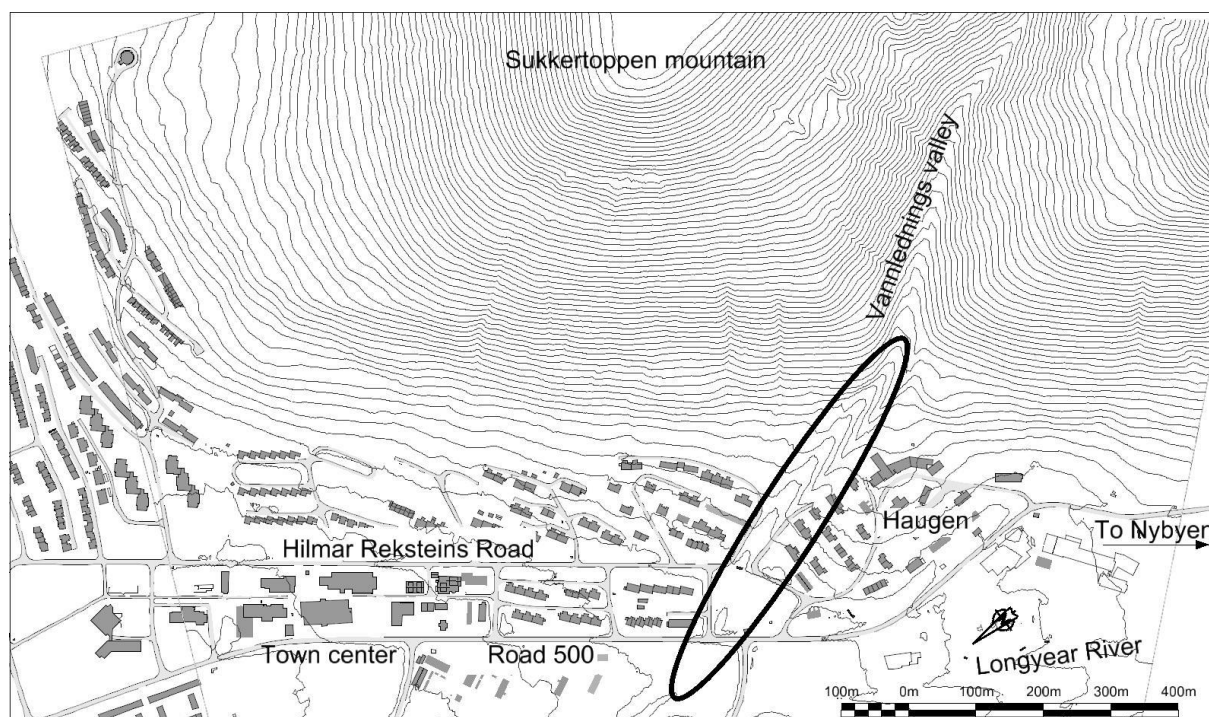 Sukkertoppen mountain
Vannlednings valley
Haugen
To Nybyen
Hilmar Reksteins Road
Town center
Road 500
Longyear River
100m 0m 100m 200m 300m 400m